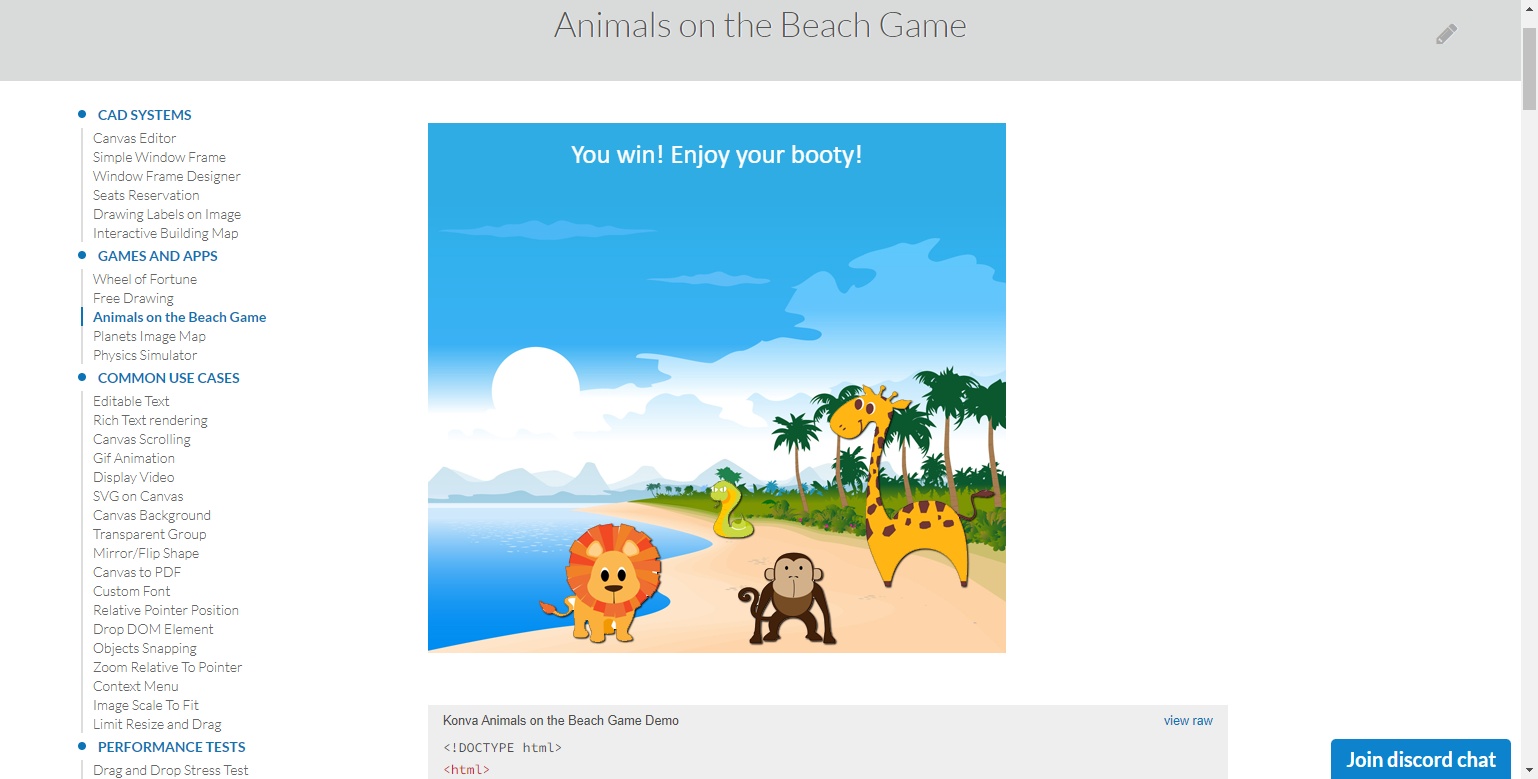 Animals on the Beach Game
CAD SYSTEMS
Canvas Editor
Simple Window Frame
Window Frame Designer
Seats Reservation
Drawing Labels on Image
Interactive Building Map
GAMES AND APPS
Wheel of Fortune
Free Drawing
Animals on the Beach Game
Planets Image Map
Physics Simulator
COMMON USE CASES
Editable Text
Rich Text rendering
Canvas Scrolling
Gif Animation
Display Video
SVG on Canvas
Canvas Background
Transparent Group
Mirror/Flip Shape
Canvas to PDF
Custom Font
Relative Pointer Position
Drop DOM Element
Objects Snapping
Zoom Relative To Pointer
Context Menu
Image Scale To Fit
Limit Resize and Drag
PERFORMANCE TESTS
Drag and Drop Stress Test
You win! Enjoy your booty!
Konva Animals on the Beach Game Demo
view raw
<!DOCTYPE html>
<html>
Join discord chat